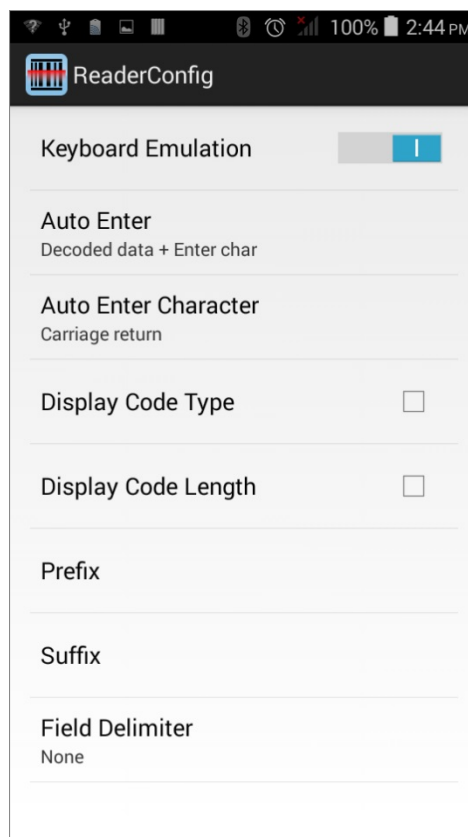 100% 2:44 PM
ReaderConfig
Keyboard Emulation
Auto Enter
Decoded data + Enter char
Auto Enter Character
Carriage return
Display Code Type
Display Code Length
Prefix
Suffix
Field Delimiter
None